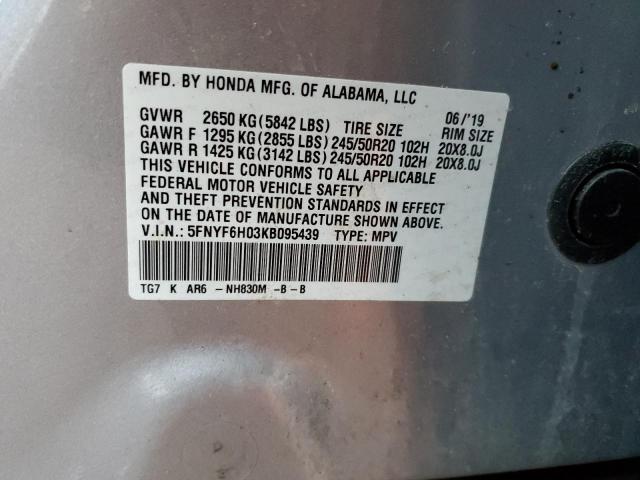 MFD. BY HONDA MFG. OF ALABAMA, LLC
GVWR 2650 KG (5842 LBS) TIRE SIZE 06/'19 RIM SIZE
GAWR F 1295 KG (2855 LBS) 245/50R20 102H 20X8.0J
GAWR R 1425 KG (3142 LBS) 245/50R20 102H 20X8.0J
THIS VEHICLE CONFORMS TO ALL APPLICABLE
FEDERAL MOTOR VEHICLE SAFETY
AND THEFT PREVENTION STANDARDS IN EFFECT
ON THE DATE OF MANUFACTURE SHOWN ABOVE.
V.I.N.: 5FNYF6H03KB095439 TYPE: MPV
TG7 K AR6 - NH830M -B-B